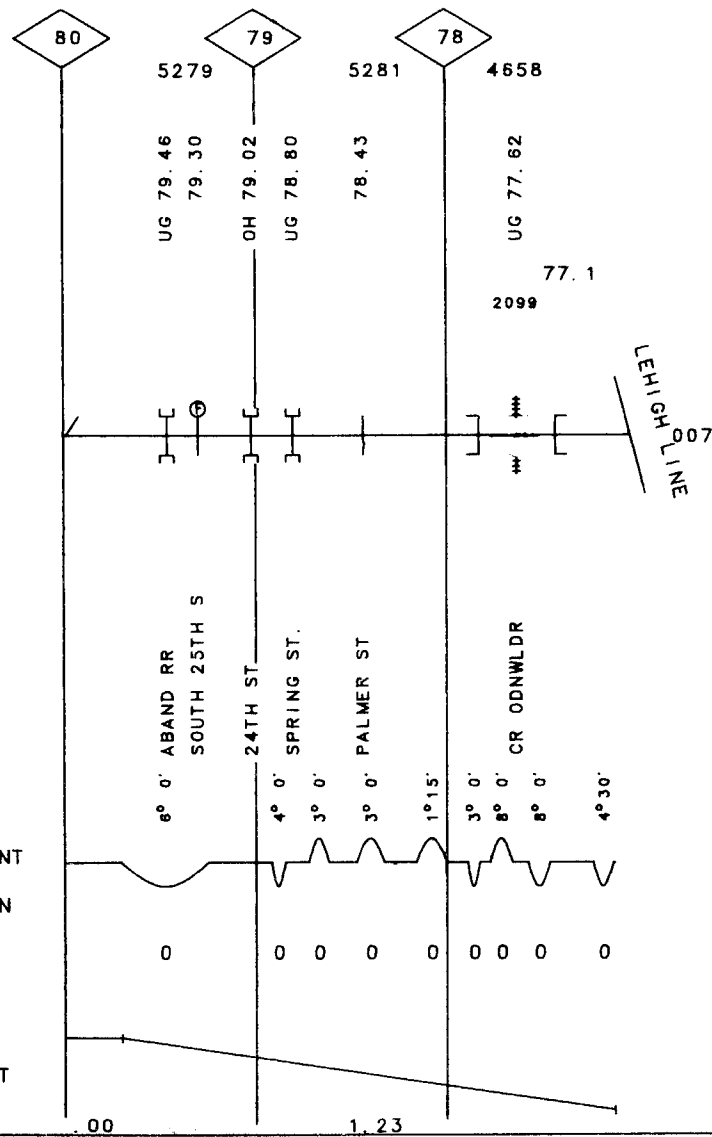 80 79 78
5279 5281 4658
UG 79.46
79.30
OH 79.02
UG 78.80
78.43
UG 77.62
77.1
2099
F
LEHIGH LINE
007
ABAND RR
SOUTH 25TH S
24TH ST
SPRING ST.
PALMER ST
CR ODNWLDR
6° 0' 4° 0' 3° 0' 3° 0' 1°15' 3° 0' 8° 0' 8° 0' 4°30'
NT
N
0 0 0 0 0 0 0 0 0
T
.00 1.23